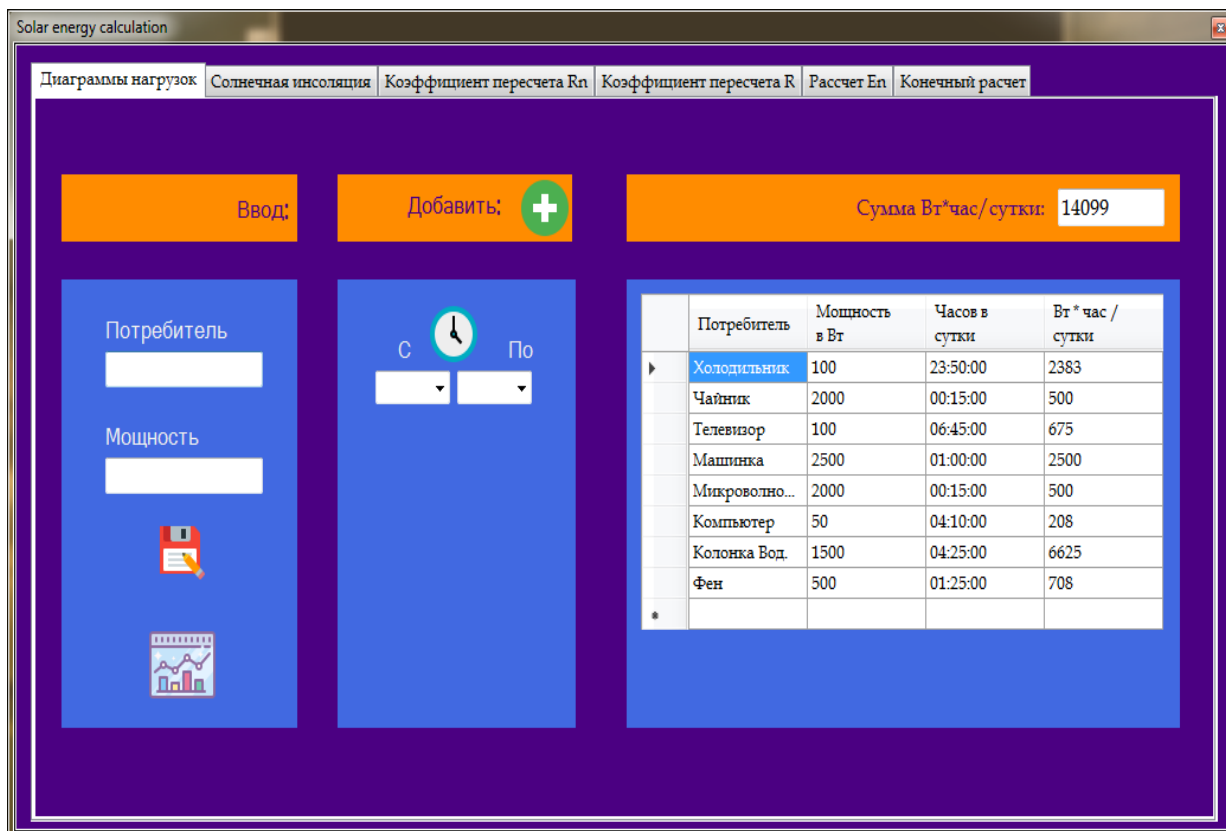 Solar energy calculation
Диаграммы нагрузок Солнечная инсоляция Коэффициент пересчета Rn Коэффициент пересчета R Рассчет En Конечный расчет
Ввод:
Добавить:
Сумма Вт*час/сутки: 14099
Потребитель
Мощность
С По
Потребитель Мощность в Вт Часов в сутки Вт * час / сутки
Холодильник 100 23:50:00 2383
Чайник 2000 00:15:00 500
Телевизор 100 06:45:00 675
Машинка 2500 01:00:00 2500
Микроволно... 2000 00:15:00 500
Компьютер 50 04:10:00 208
Колонка Вод. 1500 04:25:00 6625
Фен 500 01:25:00 708